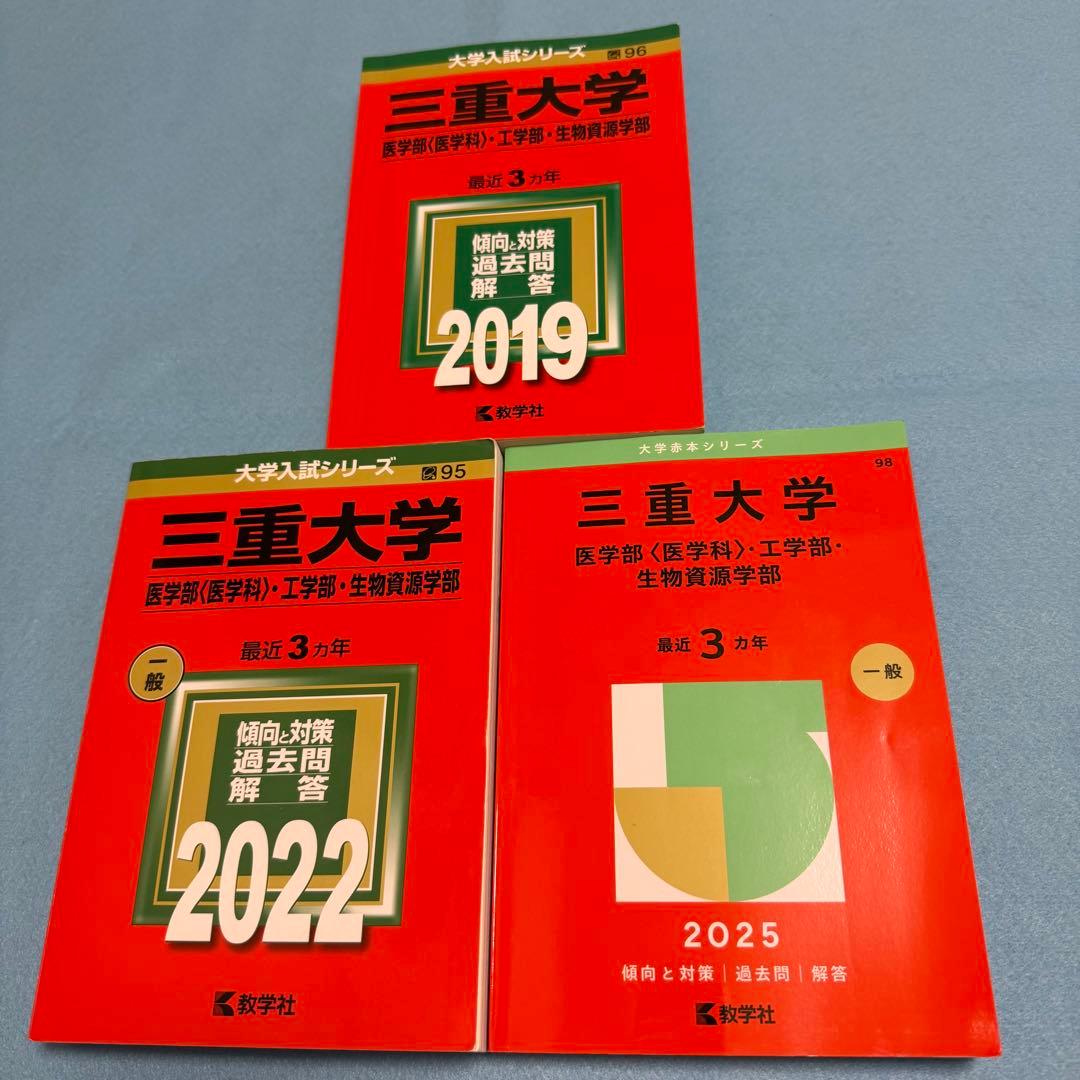 大学入試シリーズ 96
三重大学
医学部〈医学科〉・工学部・生物資源学部
最近3カ年
傾向と対策
過去問
解答
2019
教学社
大学入試シリーズ 95
三重大学
医学部〈医学科〉・工学部・生物資源学部
最近3カ年
一般
傾向と対策
過去問
解答
2022
教学社
大学赤本シリーズ
98
三重大学
医学部〈医学科〉・工学部・
生物資源学部
最近3カ年
一般
2025
傾向と対策|過去問|解答
教学社